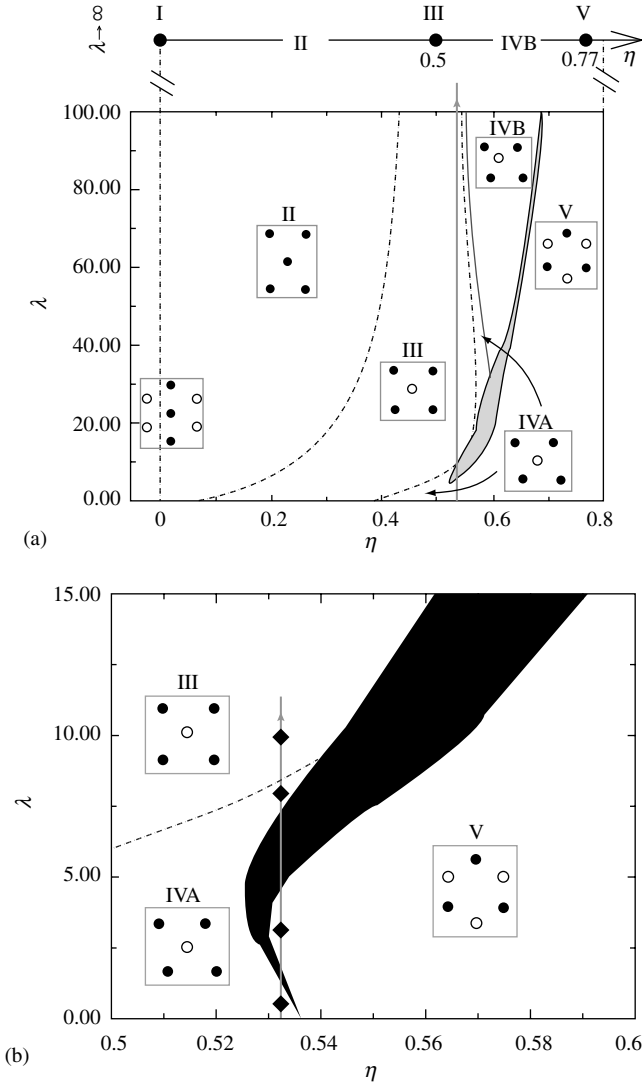 λ→∞ I II III IVB V
0.5 0.77 η
100.00
80.00
60.00
40.00
20.00
0.00
λ
II
III
IVB
V
IVA
0 0.2 0.4 0.6 0.8
(a) η
15.00
10.00
5.00
0.00
λ
III
IVA
V
0.5 0.52 0.54 0.56 0.58 0.6
(b) η